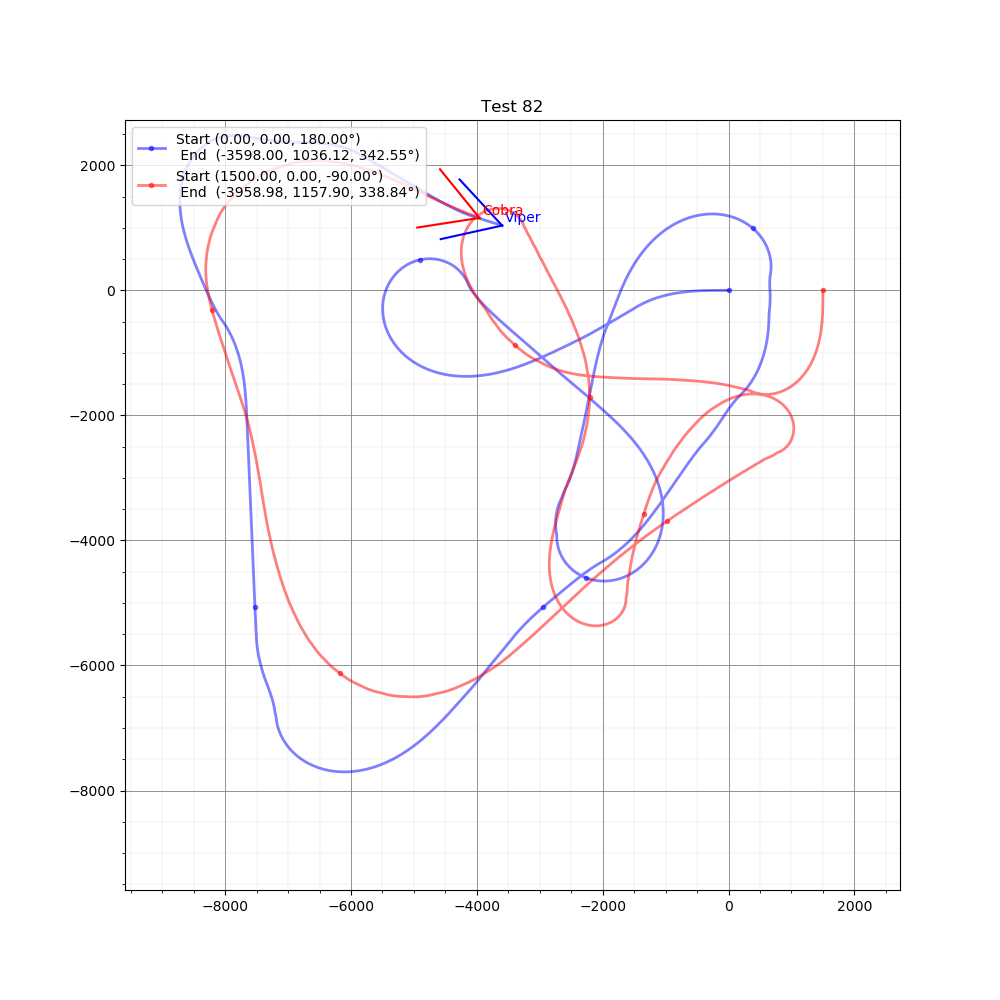 Test 82
Start (0.00, 0.00, 180.00°)
End (-3598.00, 1036.12, 342.55°)
Start (1500.00, 0.00, -90.00°)
End (-3958.98, 1157.90, 338.84°)
Cobra
Viper
2000
0
−2000
−4000
−6000
−8000
−8000
−6000
−4000
−2000
0
2000